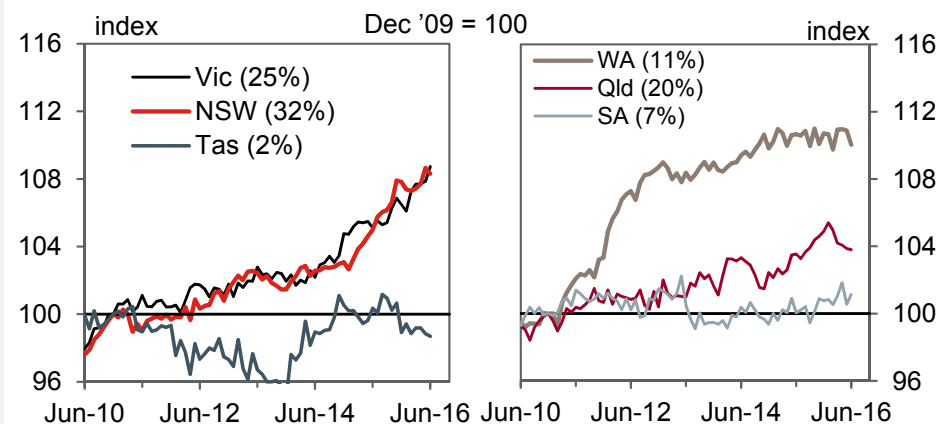 index
Dec '09 = 100
116
112
108
104
100
96
Vic (25%)
NSW (32%)
Tas (2%)
Jun-10
Jun-12
Jun-14
Jun-16
index
116
112
108
104
100
96
WA (11%)
Qld (20%)
SA (7%)
Jun-10
Jun-12
Jun-14
Jun-16